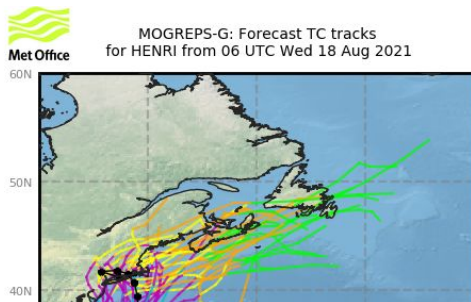 Met Office
MOGREPS-G: Forecast TC tracks
for HENRI from 06 UTC Wed 18 Aug 2021
60N
50N
40N